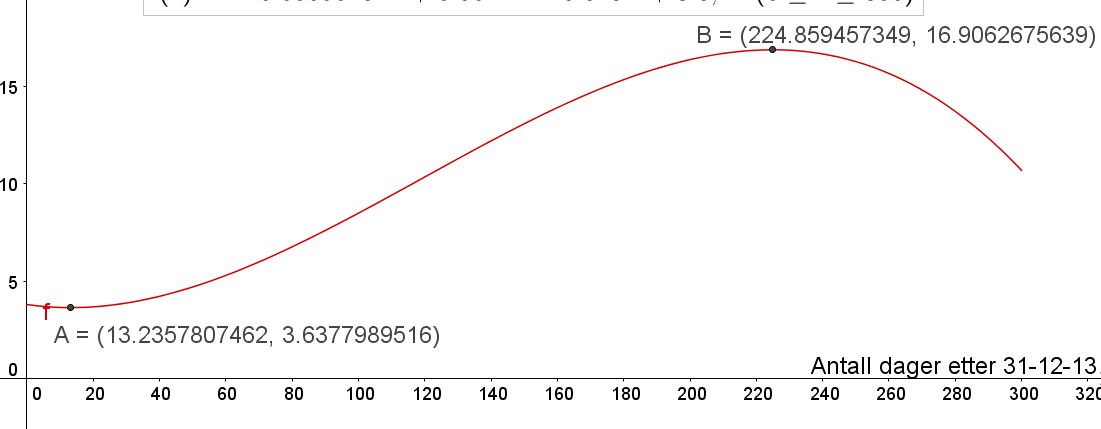 B = (224.859457349, 16.9062675639)
15
10
5
f
A = (13.2357807462, 3.6377989516)
0
Antall dager etter 31-12-13.
0 20 40 60 80 100 120 140 160 180 200 220 240 260 280 300 320